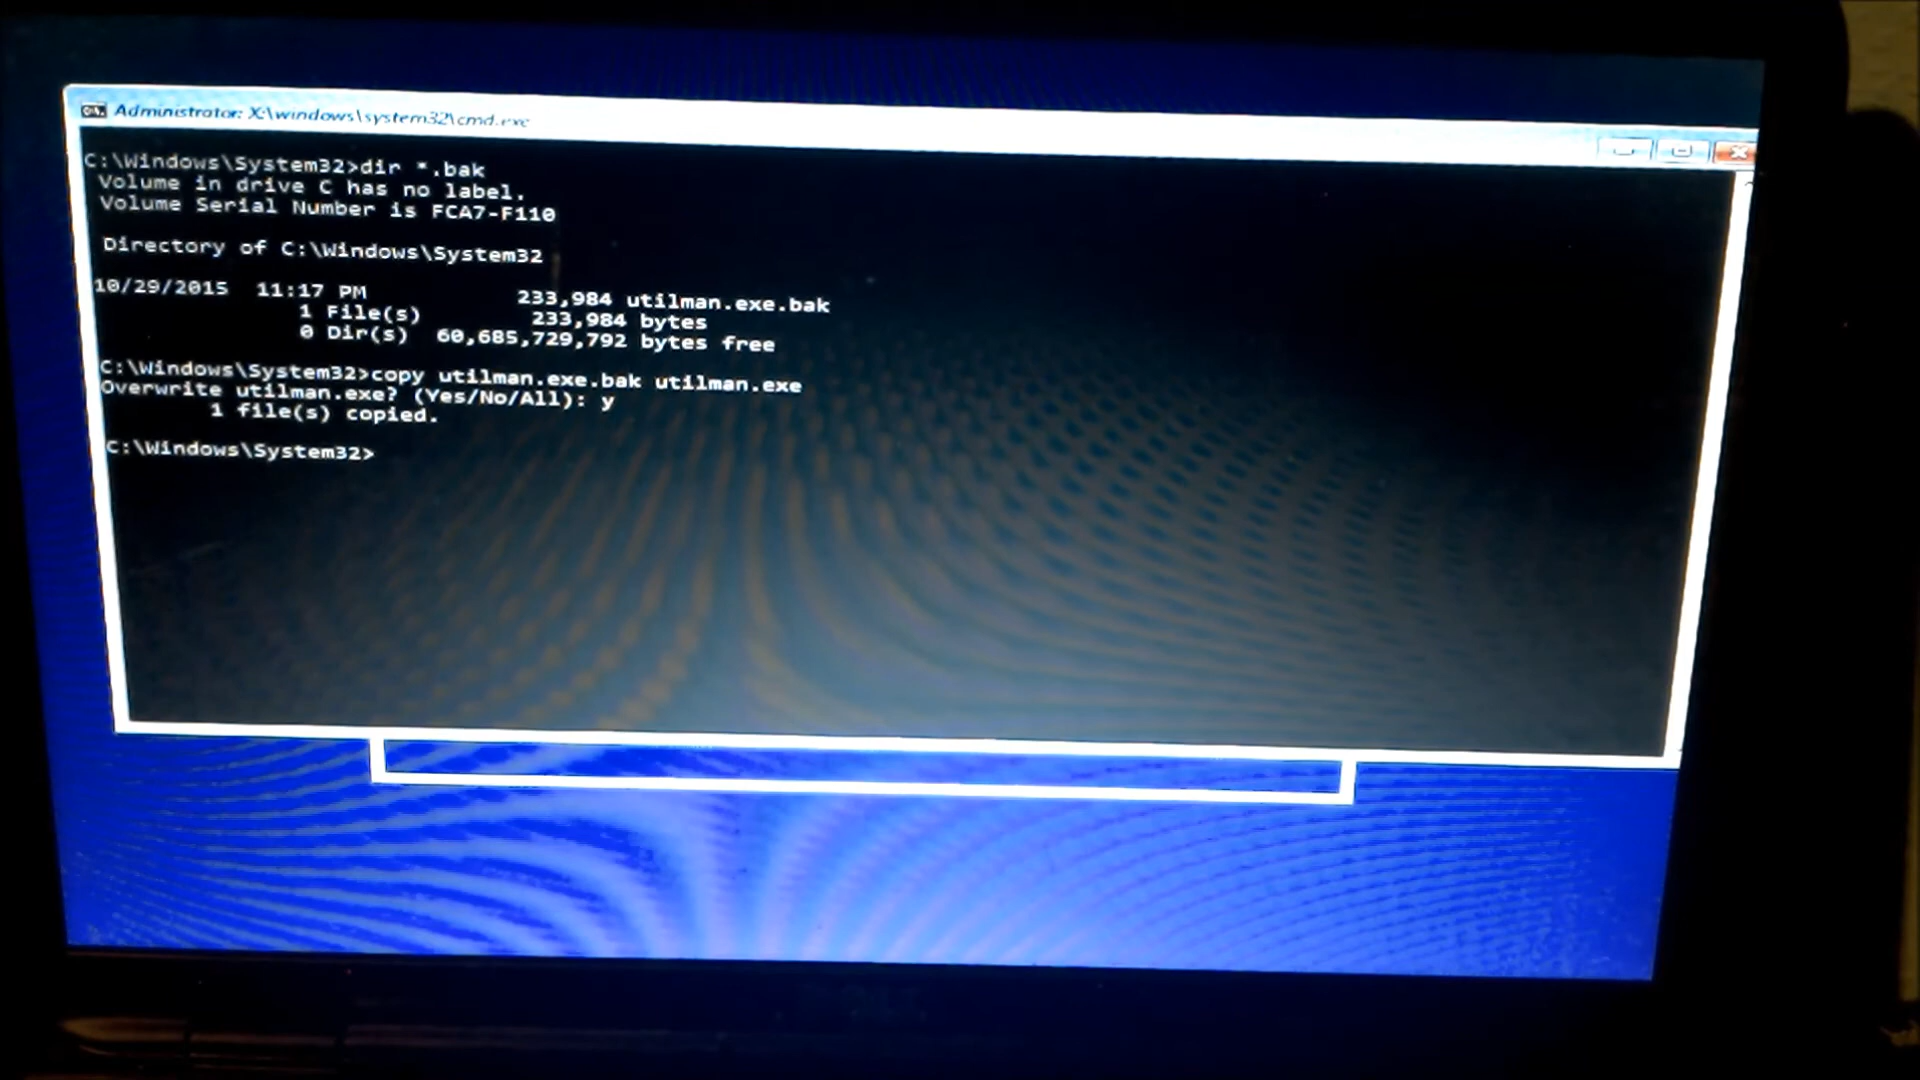 Administrator: X:\windows\system32\cmd.exe
C:\Windows\System32>dir *.bak
Volume in drive C has no label.
Volume Serial Number is FCA7-F110
Directory of C:\Windows\System32
10/29/2015  11:17 PM           233,984 utilman.exe.bak
1 File(s)        233,984 bytes
0 Dir(s)  60,685,729,792 bytes free
C:\Windows\System32>copy utilman.exe.bak utilman.exe
Overwrite utilman.exe? (Yes/No/All): y
1 file(s) copied.
C:\Windows\System32>